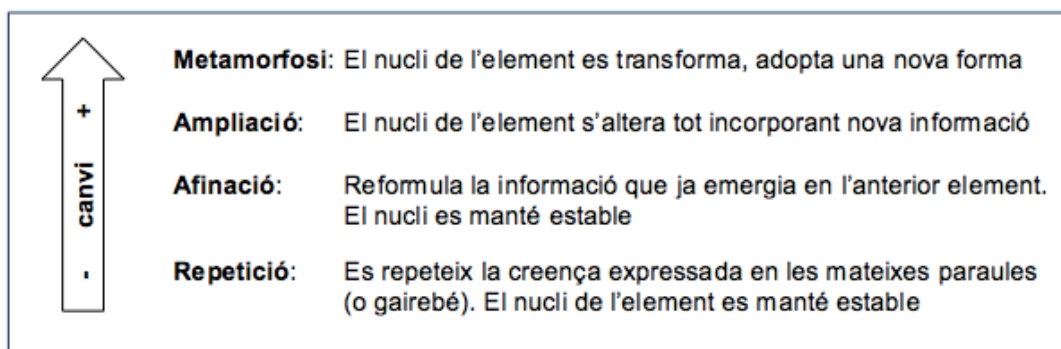 Metamorfosi: El nucli de l'element es transforma, adopta una nova forma
Ampliació: El nucli de l'element s'altera tot incorporant nova informació
Afinació: Reformula la informació que ja emergia en l'anterior element.
El nucli es manté estable
Repetició: Es repeteix la creença expressada en les mateixes paraules
(o gairebé). El nucli de l'element es manté estable
- canvi +